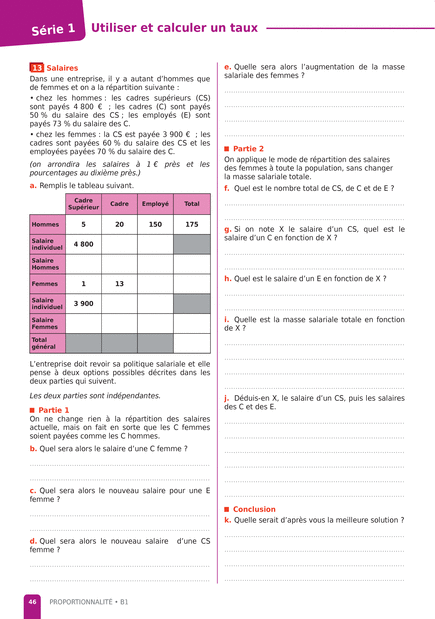 Série 1
Utiliser et calculer un taux
13 Salaires
Dans une entreprise, il y a autant d'hommes que
de femmes et on a la répartition suivante :
• chez les hommes : les cadres supérieurs (CS)
sont payés 4 800 € ; les cadres (C) sont payés
50 % du salaire des CS ; les employés (E) sont
payés 73 % du salaire des C.
• chez les femmes : la CS est payée 3 900 € ; les
cadres sont payées 60 % du salaire des CS et les
employées payées 70 % du salaire des C.
(on arrondira les salaires à 1 € près et les
pourcentages au dixième près.)
a. Remplis le tableau suivant.
Cadre Supérieur Cadre Employé Total
Hommes 5 20 150 175
Salaire individuel 4 800
Salaire Hommes
Femmes 1 13
Salaire individuel 3 900
Salaire Femmes
Total général
L'entreprise doit revoir sa politique salariale et elle
pense à deux options possibles décrites dans les
deux parties qui suivent.
Les deux parties sont indépendantes.
Partie 1
On ne change rien à la répartition des salaires
actuelle, mais on fait en sorte que les C femmes
soient payées comme les C hommes.
b. Quel sera alors le salaire d'une C femme ?
c. Quel sera alors le nouveau salaire pour une E
femme ?
d. Quel sera alors le nouveau salaire d'une CS
femme ?
e. Quelle sera alors l'augmentation de la masse
salariale des femmes ?
Partie 2
On applique le mode de répartition des salaires
des femmes à toute la population, sans changer
la masse salariale totale.
f. Quel est le nombre total de CS, de C et de E ?
g. Si on note X le salaire d'un CS, quel est le
salaire d'un C en fonction de X ?
h. Quel est le salaire d'un E en fonction de X ?
i. Quelle est la masse salariale totale en fonction
de X ?
j. Déduis-en X, le salaire d'un CS, puis les salaires
des C et des E.
Conclusion
k. Quelle serait d'après vous la meilleure solution ?
46 PROPORTIONNALITÉ • B1